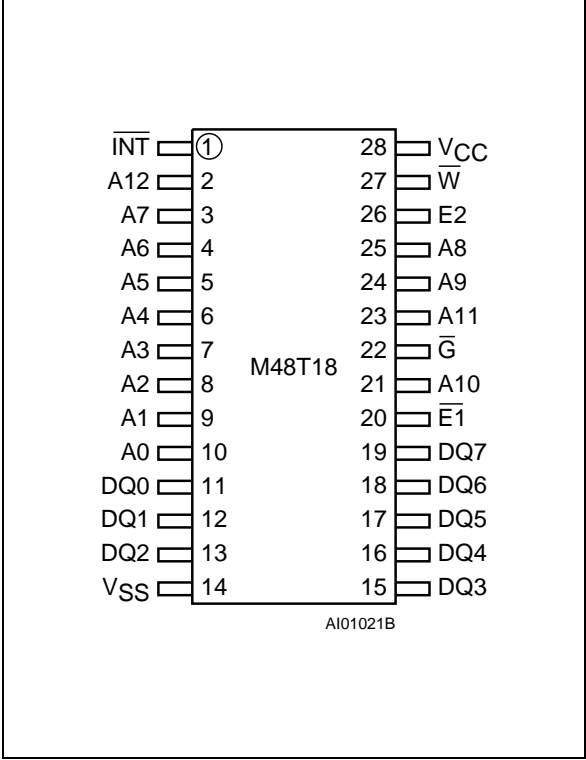 I̅N̅T̅ 1 28 VCC
A12 2 27 W̅
A7 3 26 E2
A6 4 25 A8
A5 5 24 A9
A4 6 23 A11
A3 7 22 G̅
M48T18
A2 8 21 A10
A1 9 20 E̅1̅
A0 10 19 DQ7
DQ0 11 18 DQ6
DQ1 12 17 DQ5
DQ2 13 16 DQ4
VSS 14 15 DQ3
AI01021B